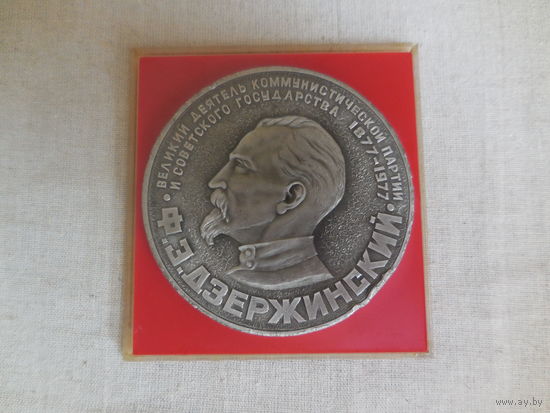 ВЕЛИКИЙ ДЕЯТЕЛЬ КОММУНИСТИЧЕСКОЙ ПАРТИИ
И СОВЕТСКОГО ГОСУДАРСТВА 1877-1977
Ф.Э. ДЗЕРЖИНСКИЙ
www.ay.by